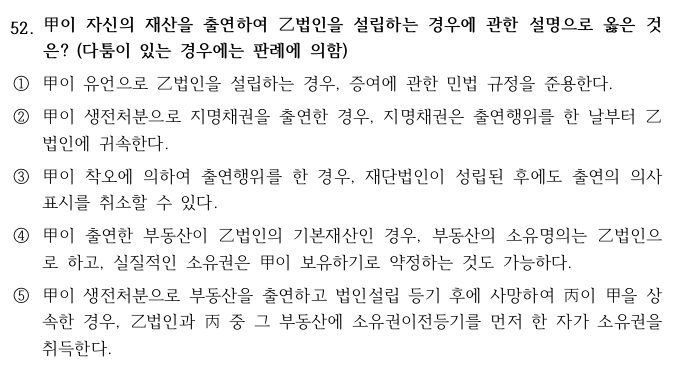 52. 甲이 자신의 재산을 출연하여 乙법인을 설립하는 경우에 관한 설명으로 옳은 것
은? (다툼이 있는 경우에는 판례에 의함)
① 甲이 유언으로 乙법인을 설립하는 경우, 증여에 관한 민법 규정을 준용한다.
② 甲이 생전처분으로 지명채권을 출연한 경우, 지명채권은 출연행위를 한 날부터 乙
법인에 귀속한다.
③ 甲이 착오에 의하여 출연행위를 한 경우, 재단법인이 성립된 후에도 출연의 의사
표시를 취소할 수 있다.
④ 甲이 출연한 부동산이 乙법인의 기본재산인 경우, 부동산의 소유명의는 乙법인으
로 하고, 실질적인 소유권은 甲이 보유하기로 약정하는 것도 가능하다.
⑤ 甲이 생전처분으로 부동산을 출연하고 법인설립 등기 후에 사망하여 丙이 甲을 상
속한 경우, 乙법인과 丙 중 그 부동산에 소유권이전등기를 먼저 한 자가 소유권을
취득한다.